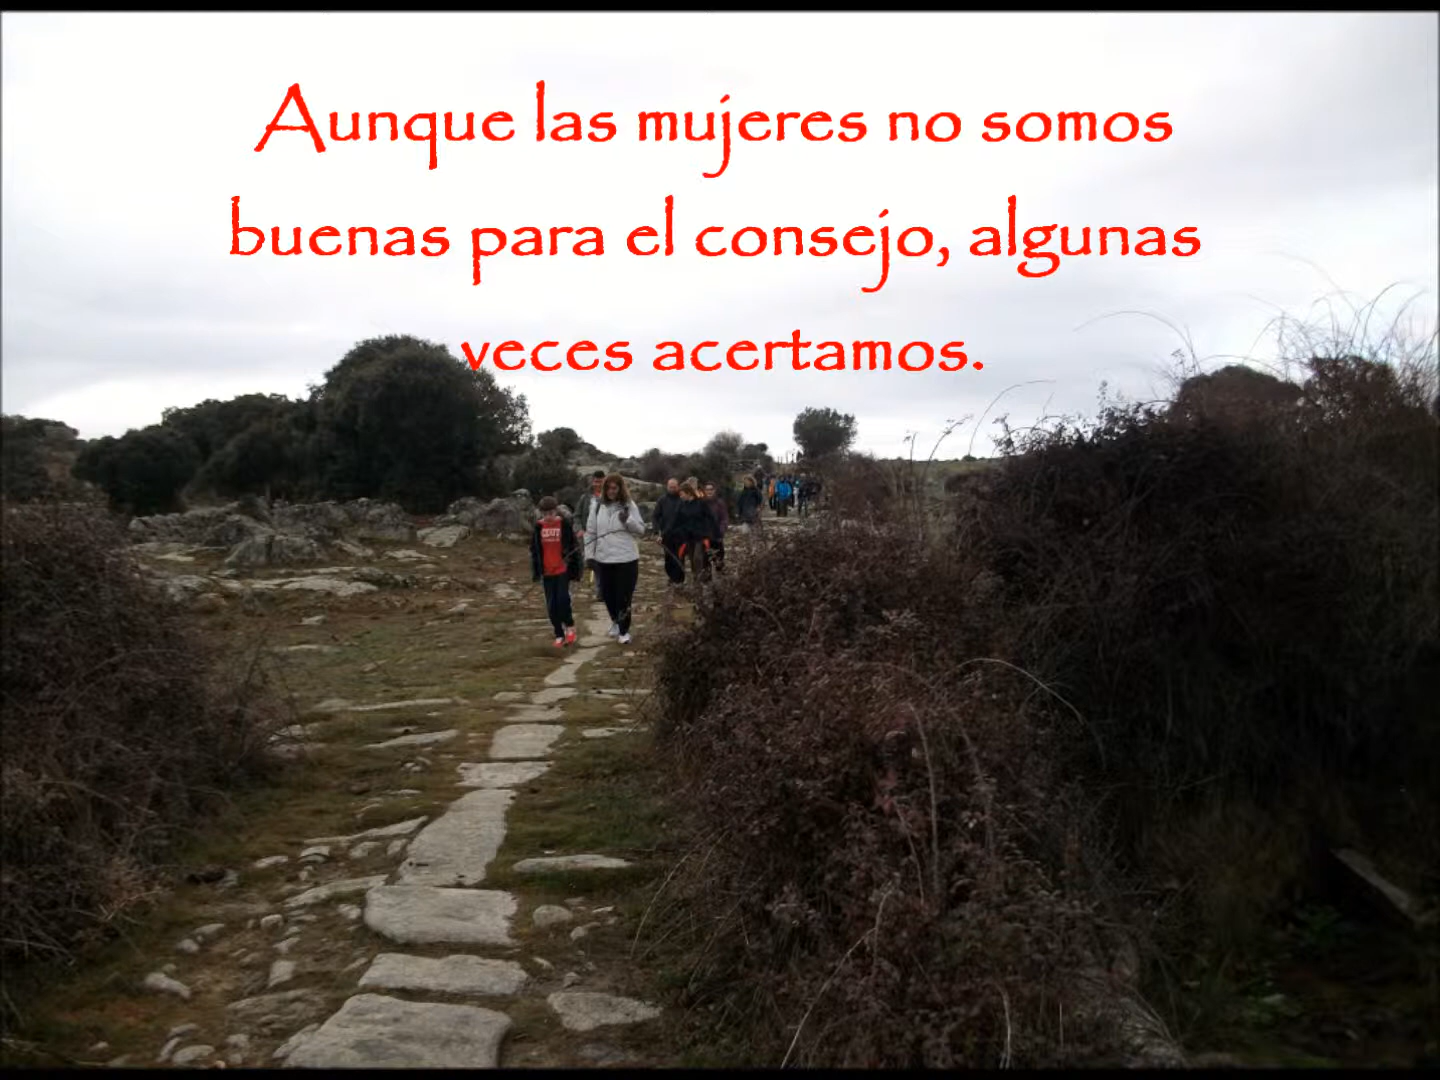 Aunque las mujeres no somos
buenas para el consejo, algunas
veces acertamos.